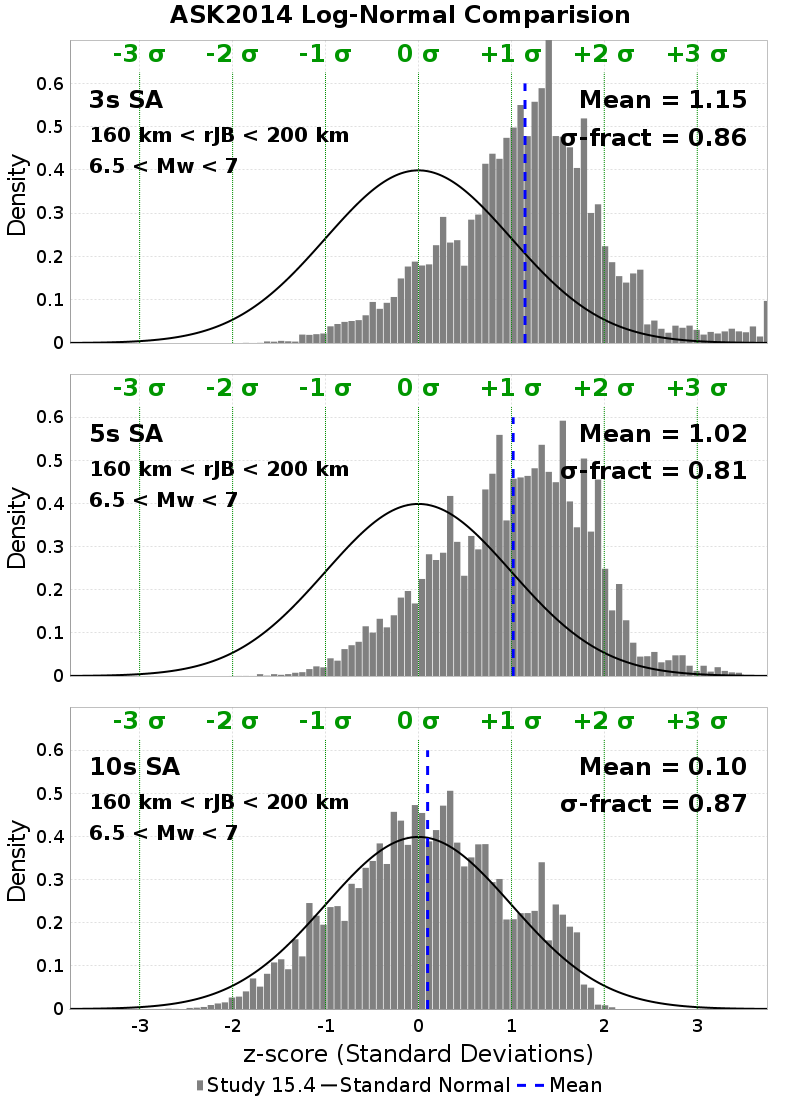 ASK2014 Log-Normal Comparision
-3 σ -2 σ -1 σ 0 σ +1 σ +2 σ +3 σ
3s SA
160 km < rJB < 200 km
6.5 < Mw < 7
Mean = 1.15
σ-fract = 0.86
Density
0.6
0.5
0.4
0.3
0.2
0.1
0
-3 σ -2 σ -1 σ 0 σ +1 σ +2 σ +3 σ
5s SA
160 km < rJB < 200 km
6.5 < Mw < 7
Mean = 1.02
σ-fract = 0.81
Density
0.6
0.5
0.4
0.3
0.2
0.1
0
-3 σ -2 σ -1 σ 0 σ +1 σ +2 σ +3 σ
10s SA
160 km < rJB < 200 km
6.5 < Mw < 7
Mean = 0.10
σ-fract = 0.87
Density
0.6
0.5
0.4
0.3
0.2
0.1
0
-3 -2 -1 0 1 2 3
z-score (Standard Deviations)
Study 15.4 Standard Normal Mean